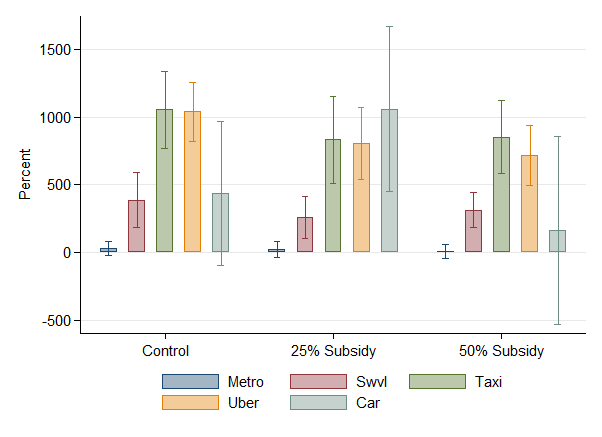 1500
1000
500
0
-500
Percent
Control 25% Subsidy 50% Subsidy
Metro Swvl Taxi
Uber Car